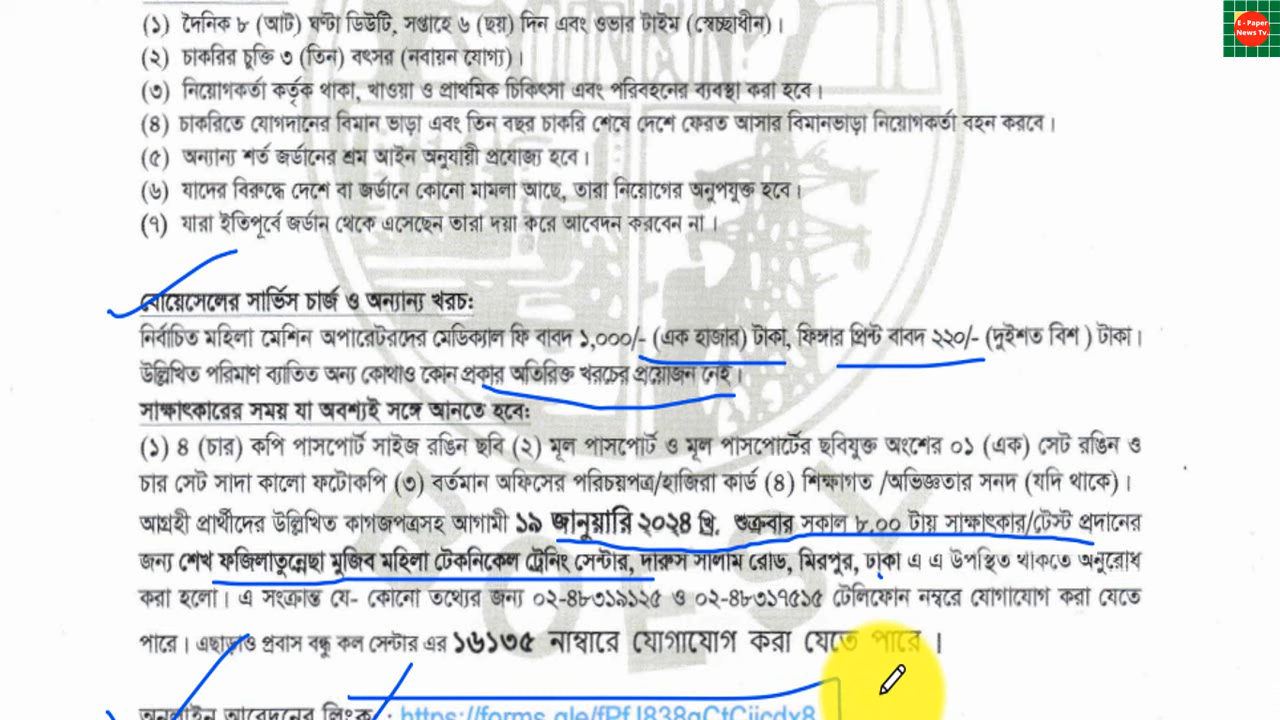 (১) দৈনিক ৮ (আট) ঘণ্টা ডিউটি, সপ্তাহে ৬ (ছয়) দিন এবং ওভার টাইম (স্বেচ্ছাধীন)।
E - Paper
News Tv.
(২) চাকরির চুক্তি ৩ (তিন) বৎসর (নবায়ন যোগ্য)।
(৩) নিয়োগকর্তা কর্তৃক থাকা, খাওয়া ও প্রাথমিক চিকিৎসা এবং পরিবহনের ব্যবস্থা করা হবে।
(৪) চাকরিতে যোগদানের বিমান ভাড়া এবং তিন বছর চাকরি শেষে দেশে ফেরত আসার বিমানভাড়া নিয়োগকর্তা বহন করবে।
(৫) অন্যান্য শর্ত জর্ডানের শ্রম আইন অনুযায়ী প্রযোজ্য হবে।
(৬) যাদের বিরুদ্ধে দেশে বা জর্ডানে কোনো মামলা আছে, তারা নিয়োগের অনুপযুক্ত হবে।
(৭) যারা ইতিপূর্বে জর্ডান থেকে এসেছেন তারা দয়া করে আবেদন করবেন না।
বোয়েসেলের সার্ভিস চার্জ ও অন্যান্য খরচ:
নির্বাচিত মহিলা মেশিন অপারেটরদের মেডিক্যাল ফি বাবদ ১,০০০/- (এক হাজার) টাকা, ফিঙ্গার প্রিন্ট বাবদ ২২০/- (দুইশত বিশ ) টাকা।
উল্লিখিত পরিমাণ ব্যতিত অন্য কোথাও কোন প্রকার অতিরিক্ত খরচের প্রয়োজন নেই।
সাক্ষাৎকারের সময় যা অবশ্যই সঙ্গে আনতে হবে:
(১) ৪ (চার) কপি পাসপোর্ট সাইজ রঙিন ছবি (২) মূল পাসপোর্ট ও মূল পাসপোর্টের ছবিযুক্ত অংশের ০১ (এক) সেট রঙিন ও
চার সেট সাদা কালো ফটোকপি (৩) বর্তমান অফিসের পরিচয়পত্র/হাজিরা কার্ড (৪) শিক্ষাগত /অভিজ্ঞতার সনদ (যদি থাকে)।
আগ্রহী প্রার্থীদের উল্লিখিত কাগজপত্রসহ আগামী ১৯ জানুয়ারি ২০২৪ খ্রি. শুক্রবার সকাল ৮.০০ টায় সাক্ষাৎকার/টেস্ট প্রদানের
জন্য শেখ ফজিলাতুন্নেছা মুজিব মহিলা টেকনিকেল ট্রেনিং সেন্টার, দারুস সালাম রোড, মিরপুর, ঢাকা এ এ উপস্থিত থাকতে অনুরোধ
করা হলো। এ সংক্রান্ত যে- কোনো তথ্যের জন্য ০২-৪৮৩১৯১২৫ ও ০২-৪৮৩১৭৫১৫ টেলিফোন নম্বরে যোগাযোগ করা যেতে
পারে। এছাড়াও প্রবাস বন্ধু কল সেন্টার এর ১৬১৩৫ নাম্বারে যোগাযোগ করা যেতে পারে।
অনলাইন আবেদনের লিংক :